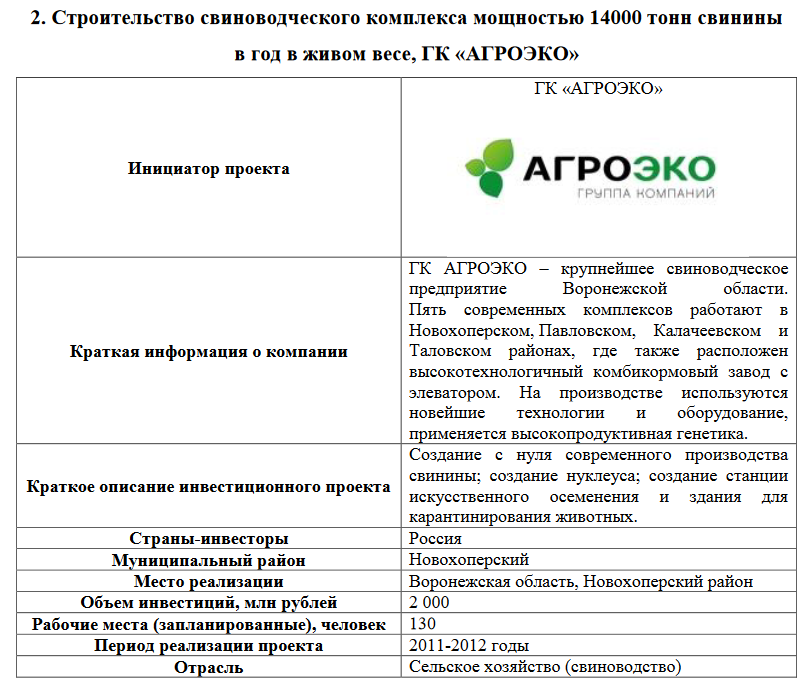 2. Строительство свиноводческого комплекса мощностью 14000 тонн свинины
в год в живом весе, ГК «АГРОЭКО»
Инициатор проекта
ГК «АГРОЭКО»
АГРОЭКО
ГРУППА КОМПАНИЙ
Краткая информация о компании
ГК АГРОЭКО – крупнейшее свиноводческое
предприятие Воронежской области.
Пять современных комплексов работают в
Новохоперском, Павловском, Калачеевском и
Таловском районах, где также расположен
высокотехнологичный комбикормовый завод с
элеватором. На производстве используются
новейшие технологии и оборудование,
применяется высокопродуктивная генетика.
Краткое описание инвестиционного проекта
Создание с нуля современного производства
свинины; создание нуклеуса; создание станции
искусственного осеменения и здания для
карантинирования животных.
Страны-инвесторы
Россия
Муниципальный район
Новохоперский
Место реализации
Воронежская область, Новохоперский район
Объем инвестиций, млн рублей
2 000
Рабочие места (запланированные), человек
130
Период реализации проекта
2011-2012 годы
Отрасль
Сельское хозяйство (свиноводство)